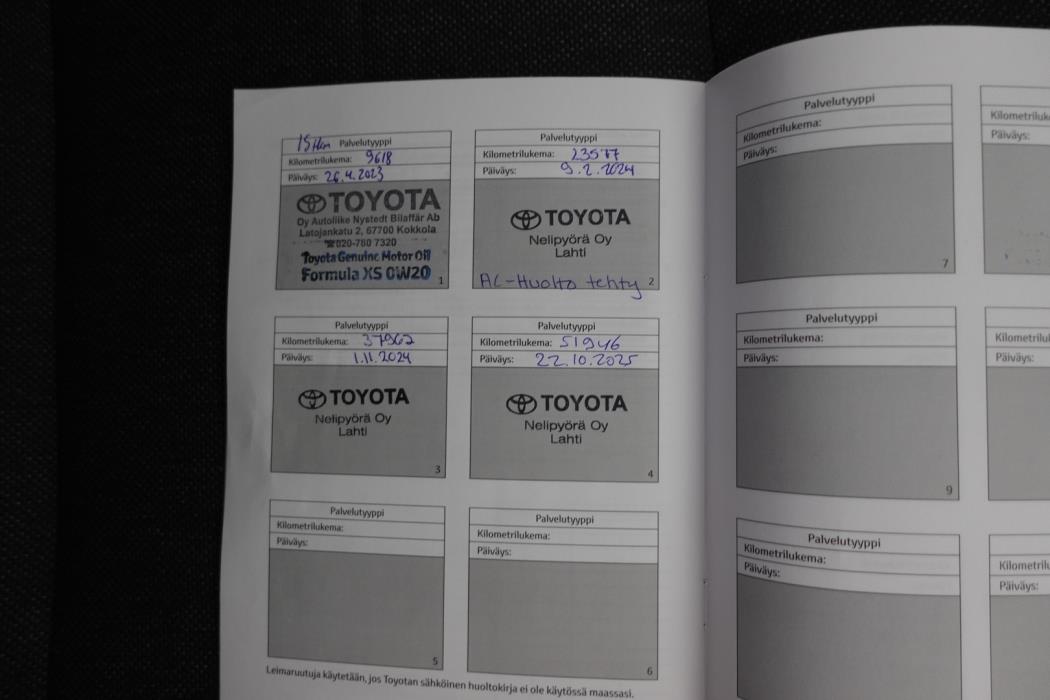 15tkm Palvelutyyppi
Kilometrilukema: 9618
Päiväys: 26.4.2023
TOYOTA
Oy Autoliike Nystedt Bilaffär Ab
Latojankatu 2, 67700 Kokkola
☎020-780 7320
Toyota Genuine Motor Oil
Formula XS 0W20
1
Palvelutyyppi
Kilometrilukema: 23577
Päiväys: 9.2.2024
TOYOTA
Nelipyörä Oy
Lahti
AC-Huolto tehty
2
Palvelutyyppi
Kilometrilukema: 37962
Päiväys: 1.11.2024
TOYOTA
Nelipyörä Oy
Lahti
3
Palvelutyyppi
Kilometrilukema: 51946
Päiväys: 22.10.2025
TOYOTA
Nelipyörä Oy
Lahti
4
Palvelutyyppi
Kilometrilukema:
Päiväys:
5
Palvelutyyppi
Kilometrilukema:
Päiväys:
6
Leimaruutuja käytetään, jos Toyotan sähköinen huoltokirja ei ole käytössä maassasi.
Palvelutyyppi
Kilometrilukema:
Päiväys:
7
Kilometriluk
Päiväys:
Palvelutyyppi
Kilometrilukema:
Päiväys:
9
Kilometrilu
Päiväys:
Palvelutyyppi
Kilometrilukema:
Päiväys:
Kilometrilu
Päiväys: